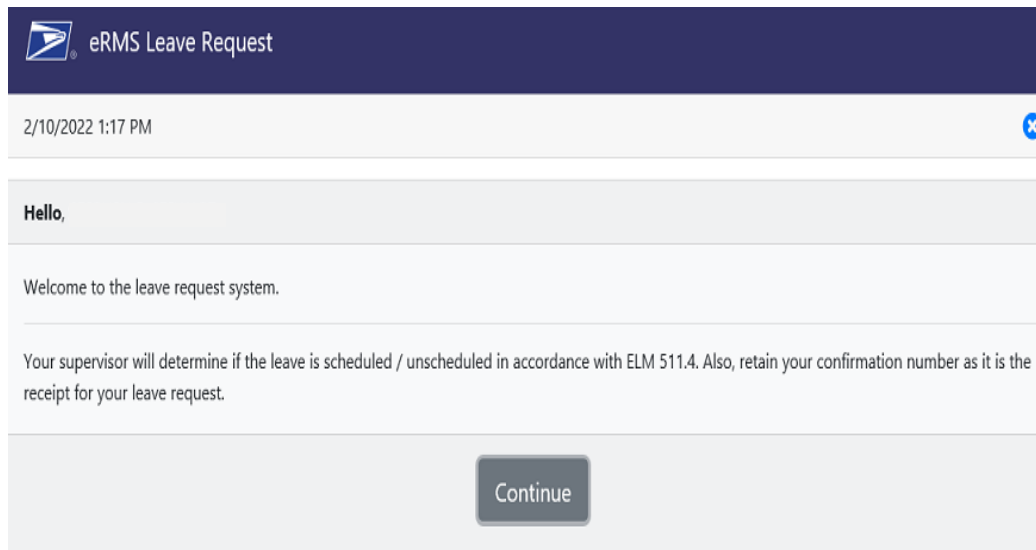 eRMS Leave Request
2/10/2022 1:17 PM
Hello,
Welcome to the leave request system.
Your supervisor will determine if the leave is scheduled / unscheduled in accordance with ELM 511.4. Also, retain your confirmation number as it is the
receipt for your leave request.
Continue